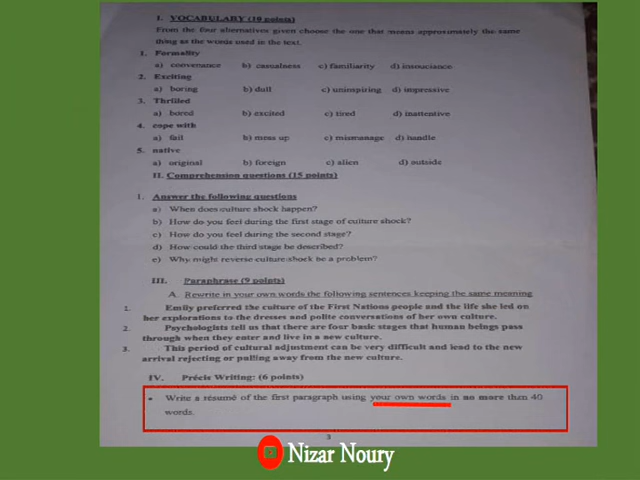 I. VOCABULARY (10 points)
From the four alternatives given choose the one that means approximately the same
thing as the words used in the text.
1. Formality
a) convenance b) casualness c) familiarity d) insouciance
2. Exciting
a) boring b) dull c) unimpiring d) impressive
3. Thrilled
a) bored b) excited c) tired d) inattentive
4. cope with
a) fail b) mess up c) mismanage d) handle
5. native
a) original b) foreign c) alien d) outside
II. Comprehension questions (15 points)
1. Answer the following questions
a) When does culture shock happen?
b) How do you feel during the first stage of culture shock?
c) How do you feel during the second stage?
d) How could the third stage be described?
e) Why might reverse culture shock be a problem?
III. Paraphrase (9 points)
A. Rewrite in your own words the following sentences keeping the same meaning
1. Emily preferred the culture of the First Nations people and the life she led on
her explorations to the dresses and polite conversations of her own culture.
2. Psychologists tell us that there are four basic stages that human beings pass
through when they enter and live in a new culture.
3. This period of cultural adjustment can be very difficult and lead to the new
arrival rejecting or pulling away from the new culture.
IV. Précis Writing: (6 points)
• Write a résumé of the first paragraph using your own words in no more than 40
words.
3
Nizar Noury